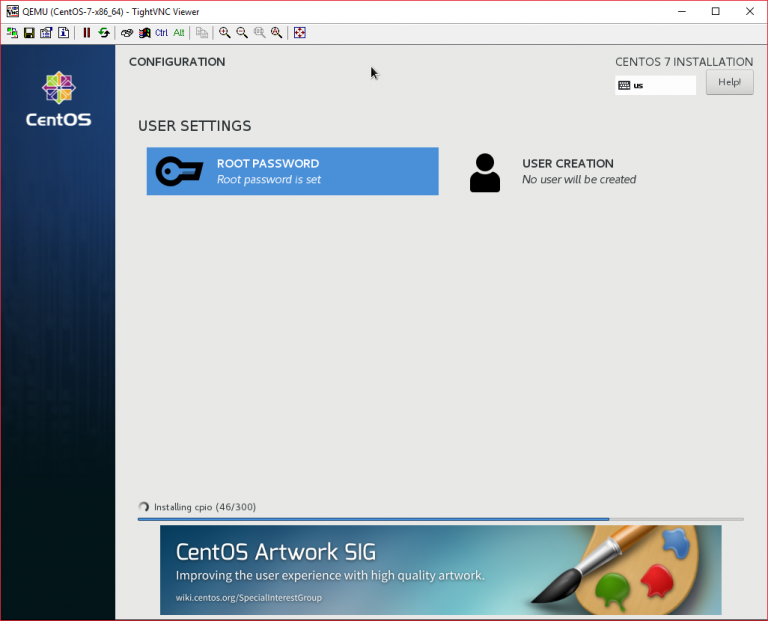 QEMU (CentOS-7-x86_64) - TightVNC Viewer
Ctrl Alt
CentOS
CONFIGURATION
CENTOS 7 INSTALLATION
us
Help!
USER SETTINGS
ROOT PASSWORD
Root password is set
USER CREATION
No user will be created
Installing cpio (46/300)
CentOS Artwork SIG
Improving the user experience with high quality artwork.
wiki.centos.org/SpecialInterestGroup